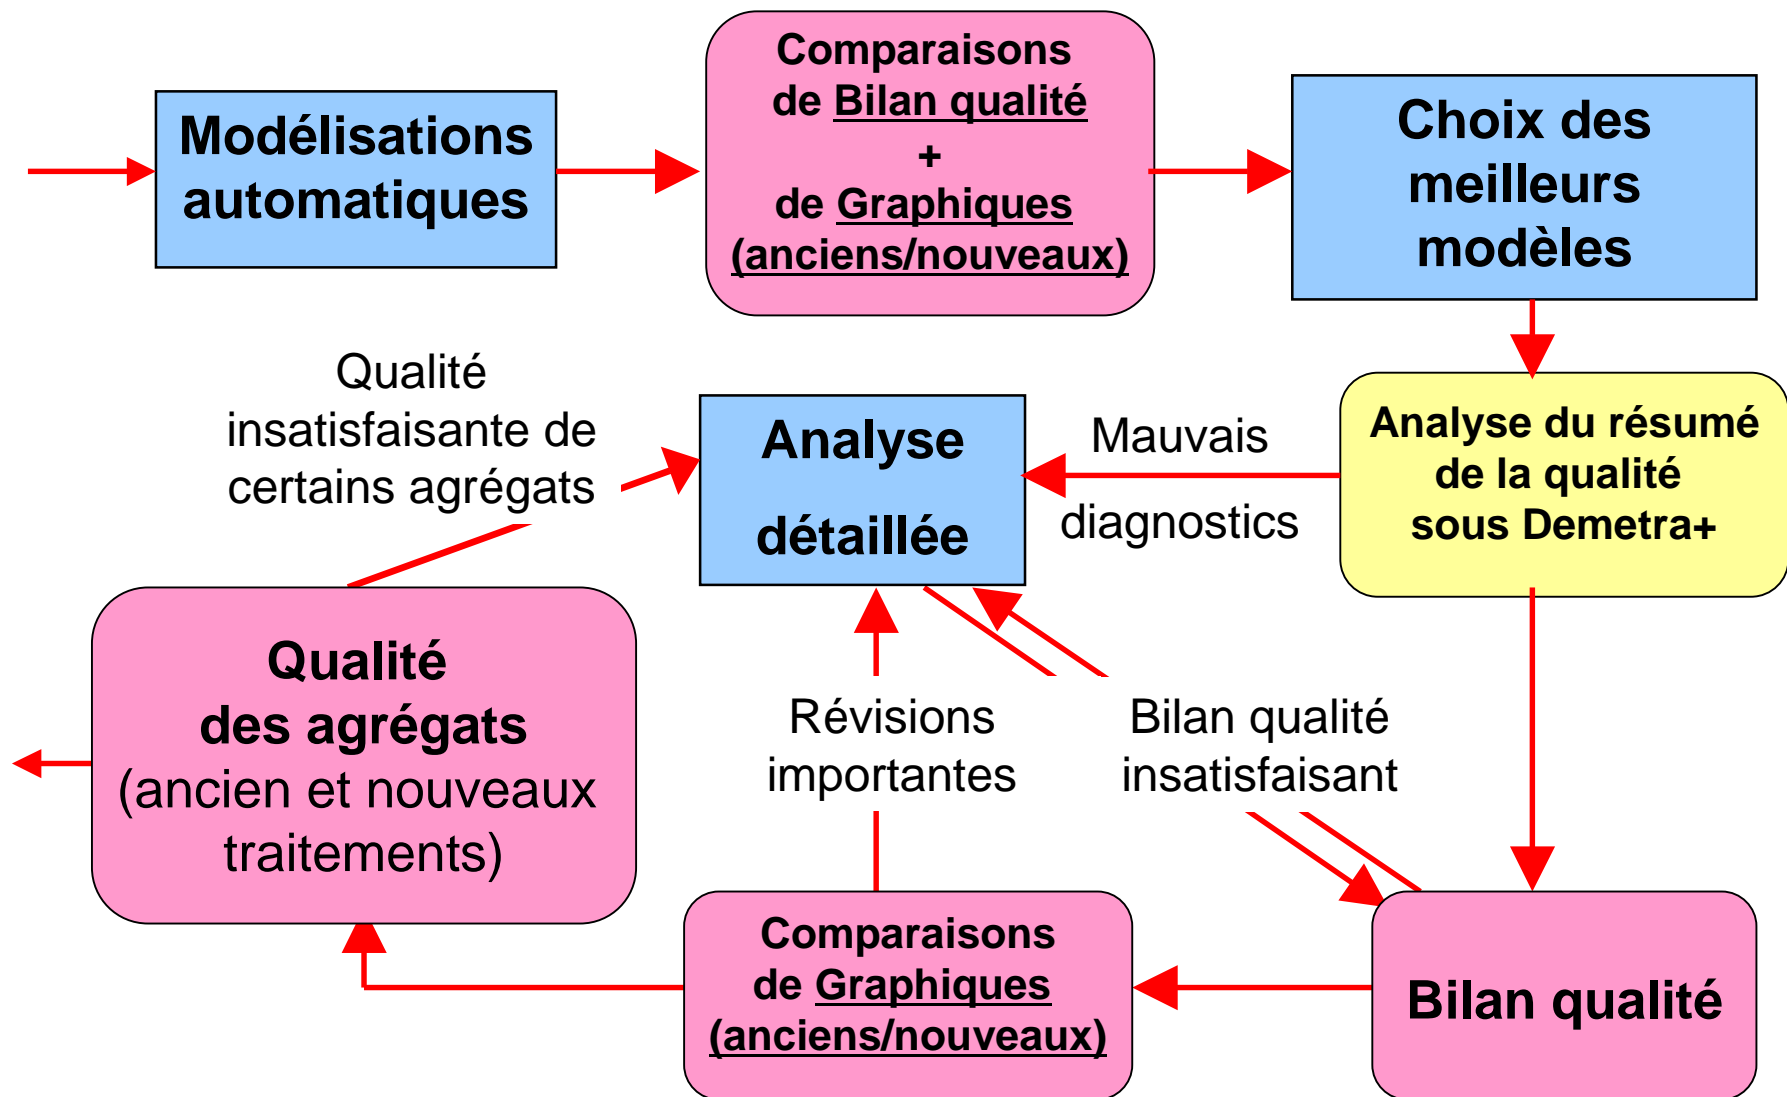 Modélisations
automatiques
Comparaisons
de Bilan qualité
+
de Graphiques
(anciens/nouveaux)
Choix des
meilleurs
modèles
Qualité
insatisfaisante de
certains agrégats
Analyse
détaillée
Mauvais
diagnostics
Analyse du résumé
de la qualité
sous Demetra+
Qualité
des agrégats
(ancien et nouveaux
traitements)
Révisions
importantes
Bilan qualité
insatisfaisant
Comparaisons
de Graphiques
(anciens/nouveaux)
Bilan qualité